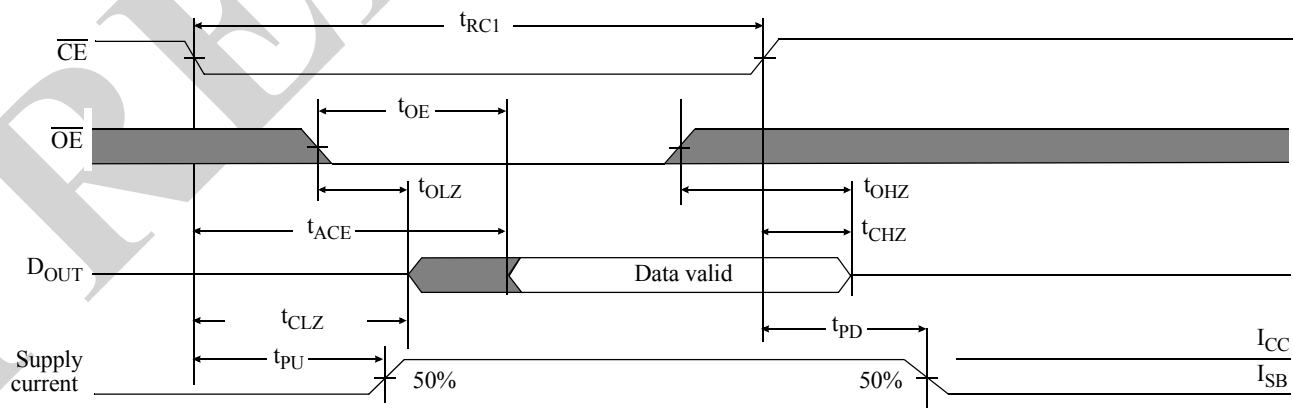 tRC1
CE
tOE
OE
tOLZ
tOHZ
tACE
tCHZ
DOUT
Data valid
tCLZ
tPD
tPU
ICC
Supply
current
50%
50%
ISB